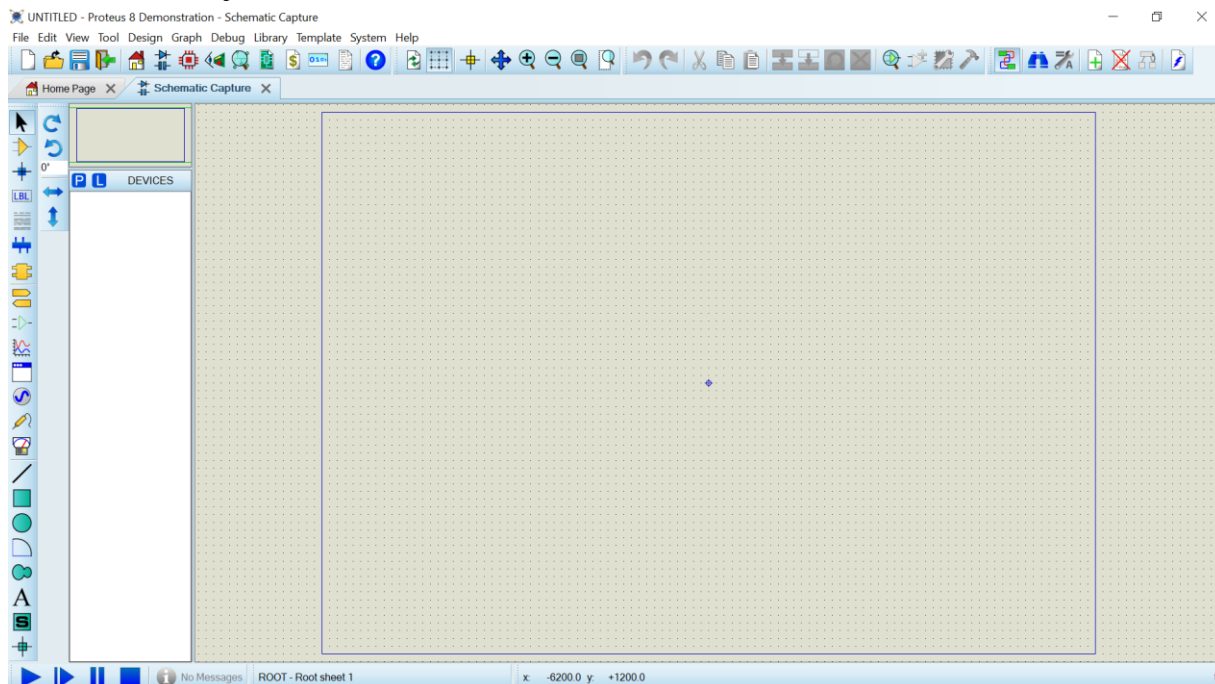 UNTITLED - Proteus 8 Demonstration - Schematic Capture
File Edit View Tool Design Graph Debug Library Template System Help
Home Page Schematic Capture
0°
P L DEVICES
LBL
A
S
No Messages ROOT - Root sheet 1 x: -6200.0 y: +1200.0